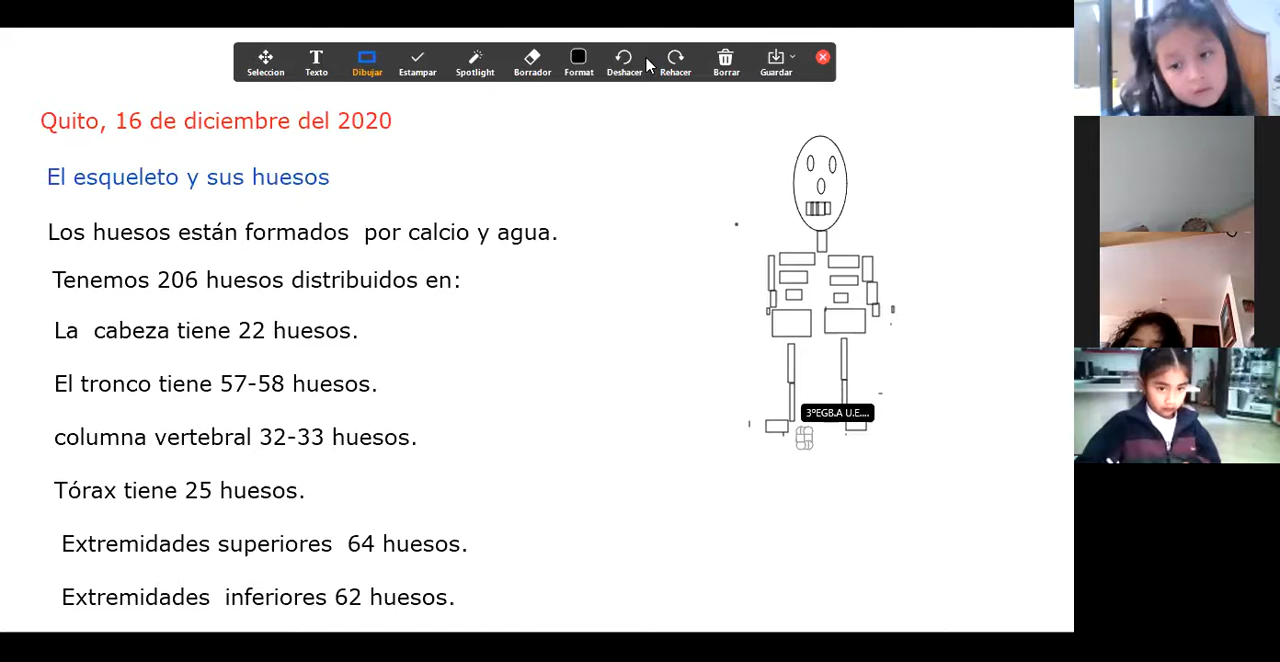 Seleccion Texto Dibujar Estampar Spotlight Borrador Format Deshacer Rehacer Borrar Guardar
Quito, 16 de diciembre del 2020
El esqueleto y sus huesos
Los huesos están formados por calcio y agua.
Tenemos 206 huesos distribuidos en:
La cabeza tiene 22 huesos.
El tronco tiene 57-58 huesos.
3ºEGB.A U.E....
columna vertebral 32-33 huesos.
Tórax tiene 25 huesos.
Extremidades superiores 64 huesos.
Extremidades inferiores 62 huesos.